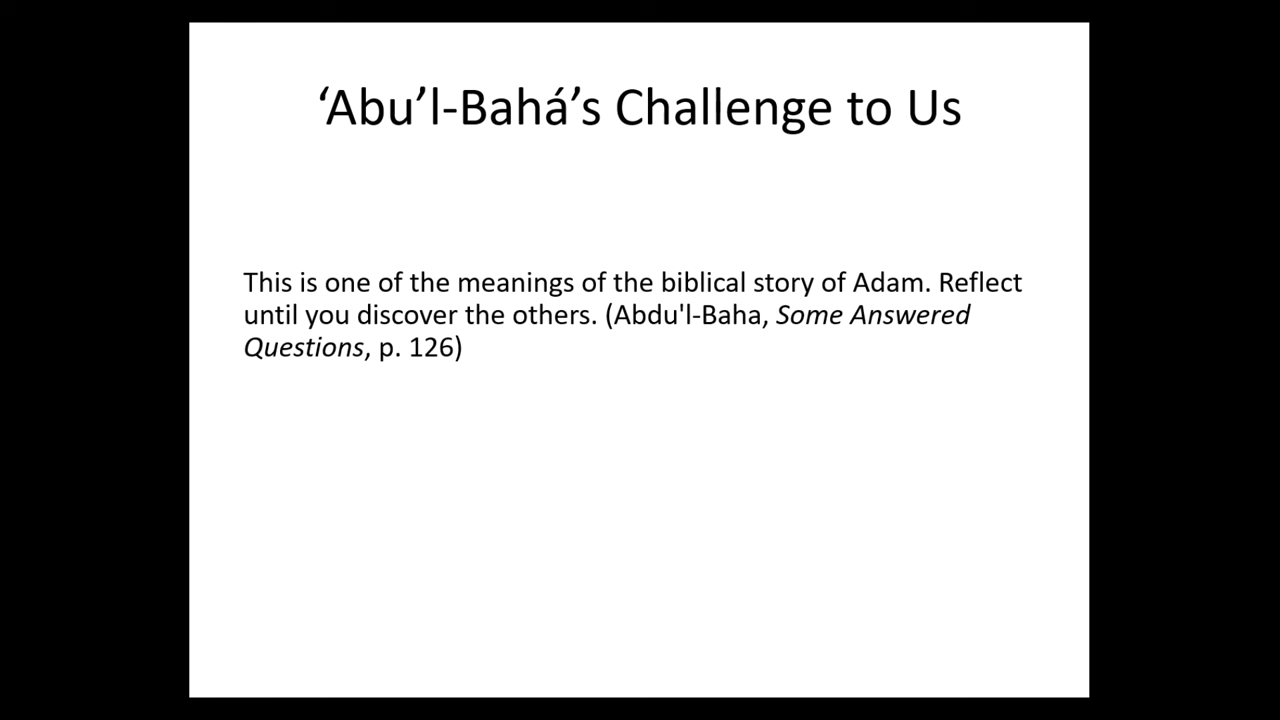 ‘Abu’l-Bahá’s Challenge to Us
This is one of the meanings of the biblical story of Adam. Reflect
until you discover the others. (Abdu'l-Baha, Some Answered
Questions, p. 126)